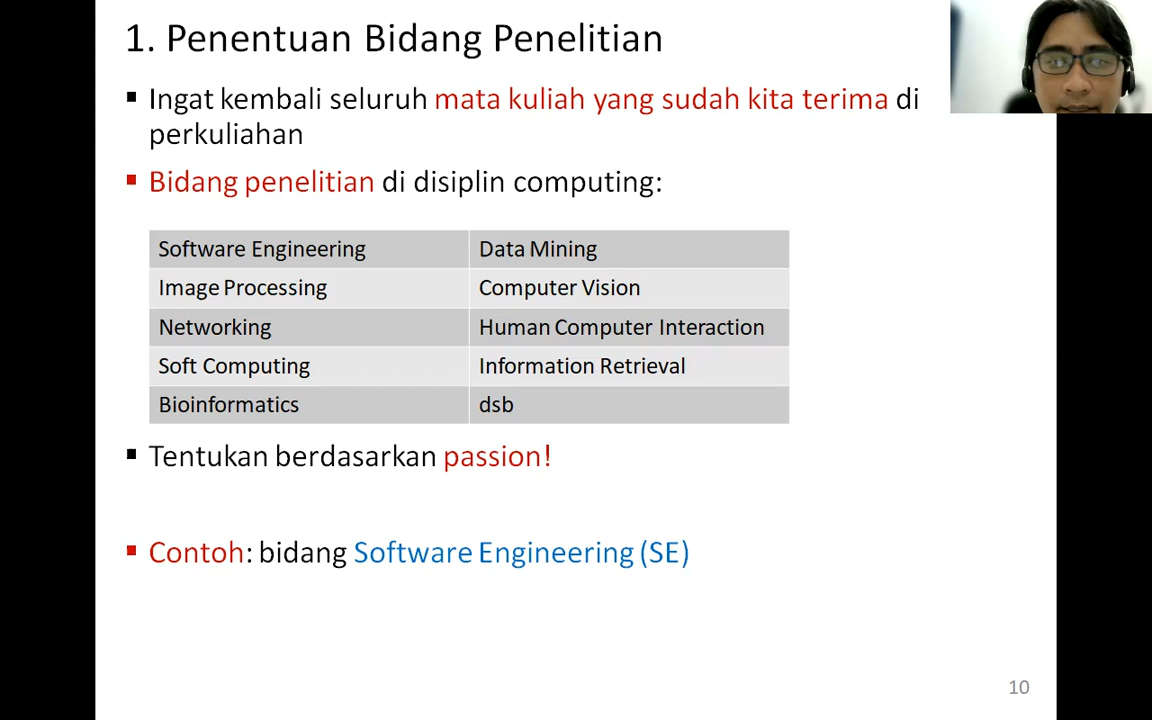 1. Penentuan Bidang Penelitian
Ingat kembali seluruh mata kuliah yang sudah kita terima di
perkuliahan
Bidang penelitian di disiplin computing:
Software Engineering Data Mining
Image Processing Computer Vision
Networking Human Computer Interaction
Soft Computing Information Retrieval
Bioinformatics dsb
Tentukan berdasarkan passion!
Contoh: bidang Software Engineering (SE)
10